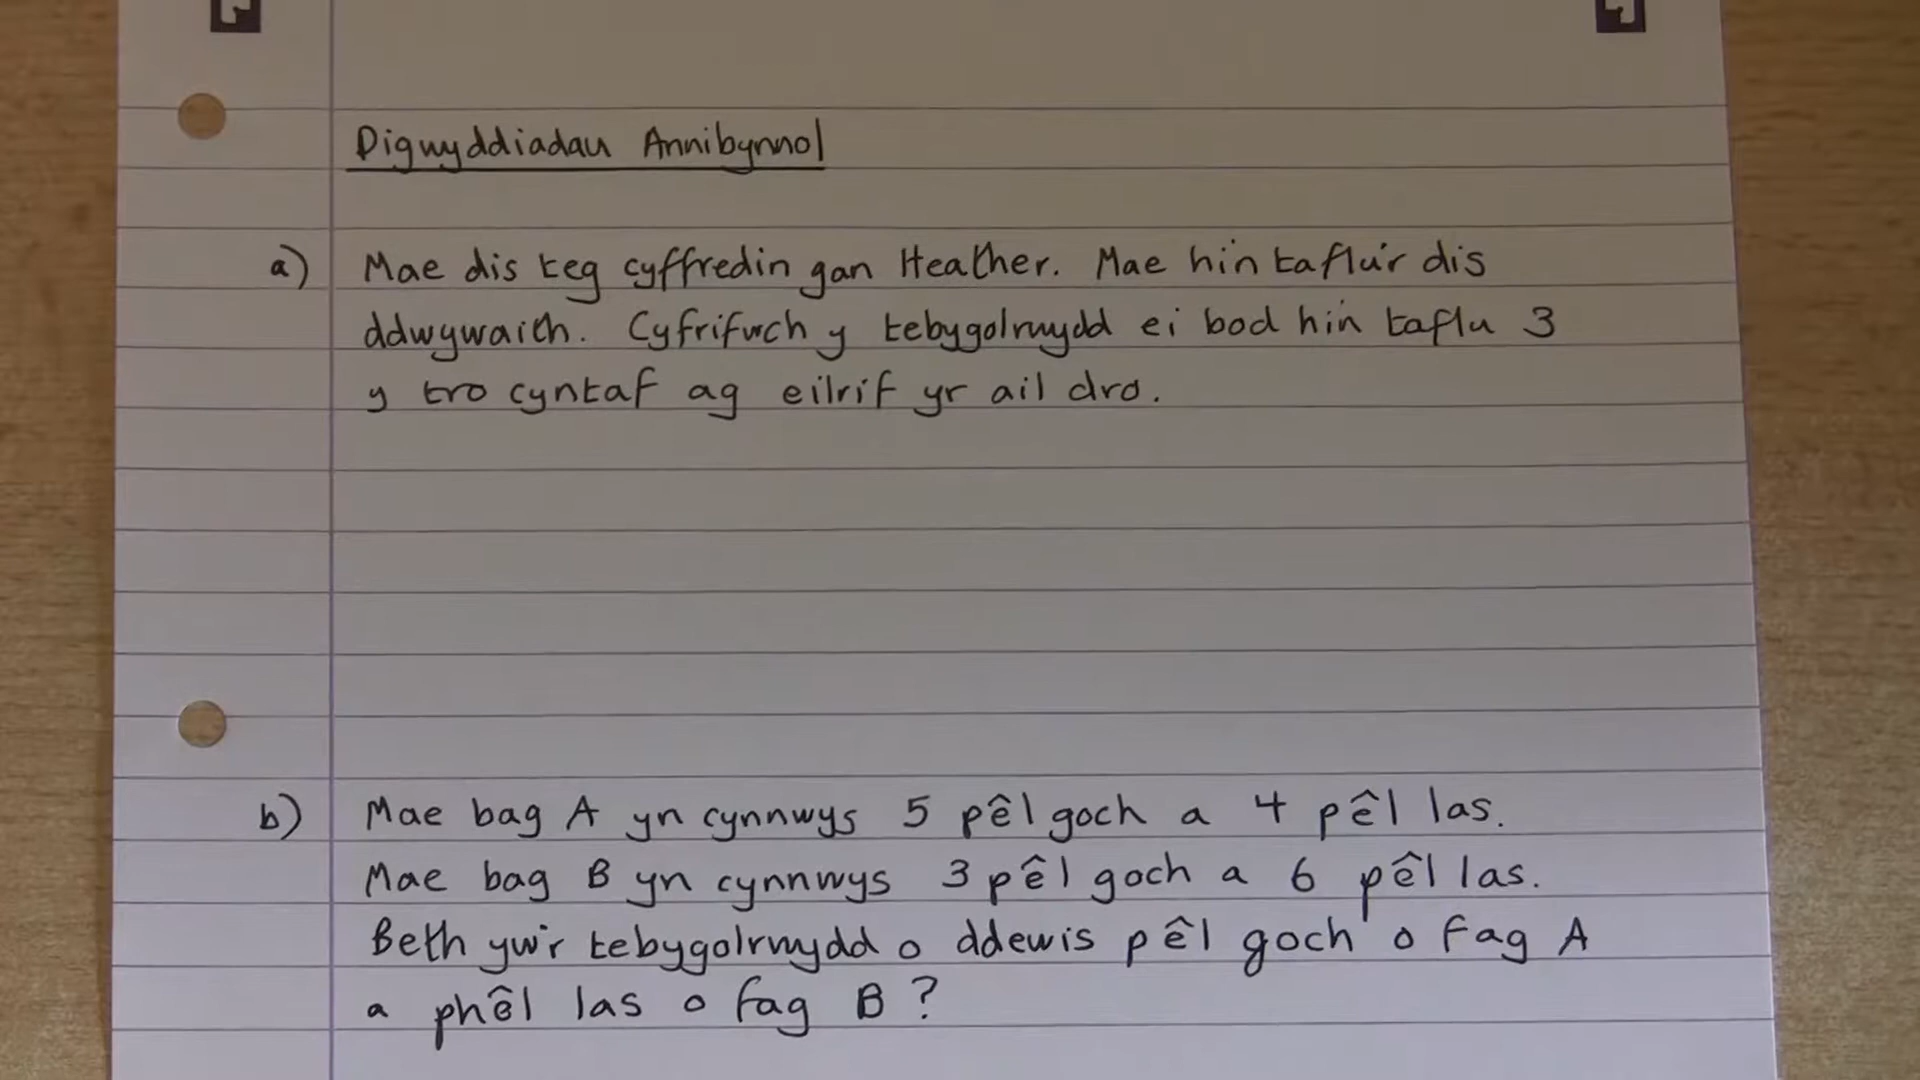 Digwyddiadau Annibynnol
a) Mae dis teg cyffredin gan Heather. Mae hi'n taflu'r dis
ddwywaith. Cyfrifwch y tebygolrwydd ei bod hi'n taflu 3
y tro cyntaf ag eilrif yr ail dro.
b) Mae bag A yn cynnwys 5 pêl goch a 4 pêl las.
Mae bag B yn cynnwys 3 pêl goch a 6 pêl las.
Beth yw'r tebygolrwydd o ddewis pêl goch o fag A
a phêl las o fag B?